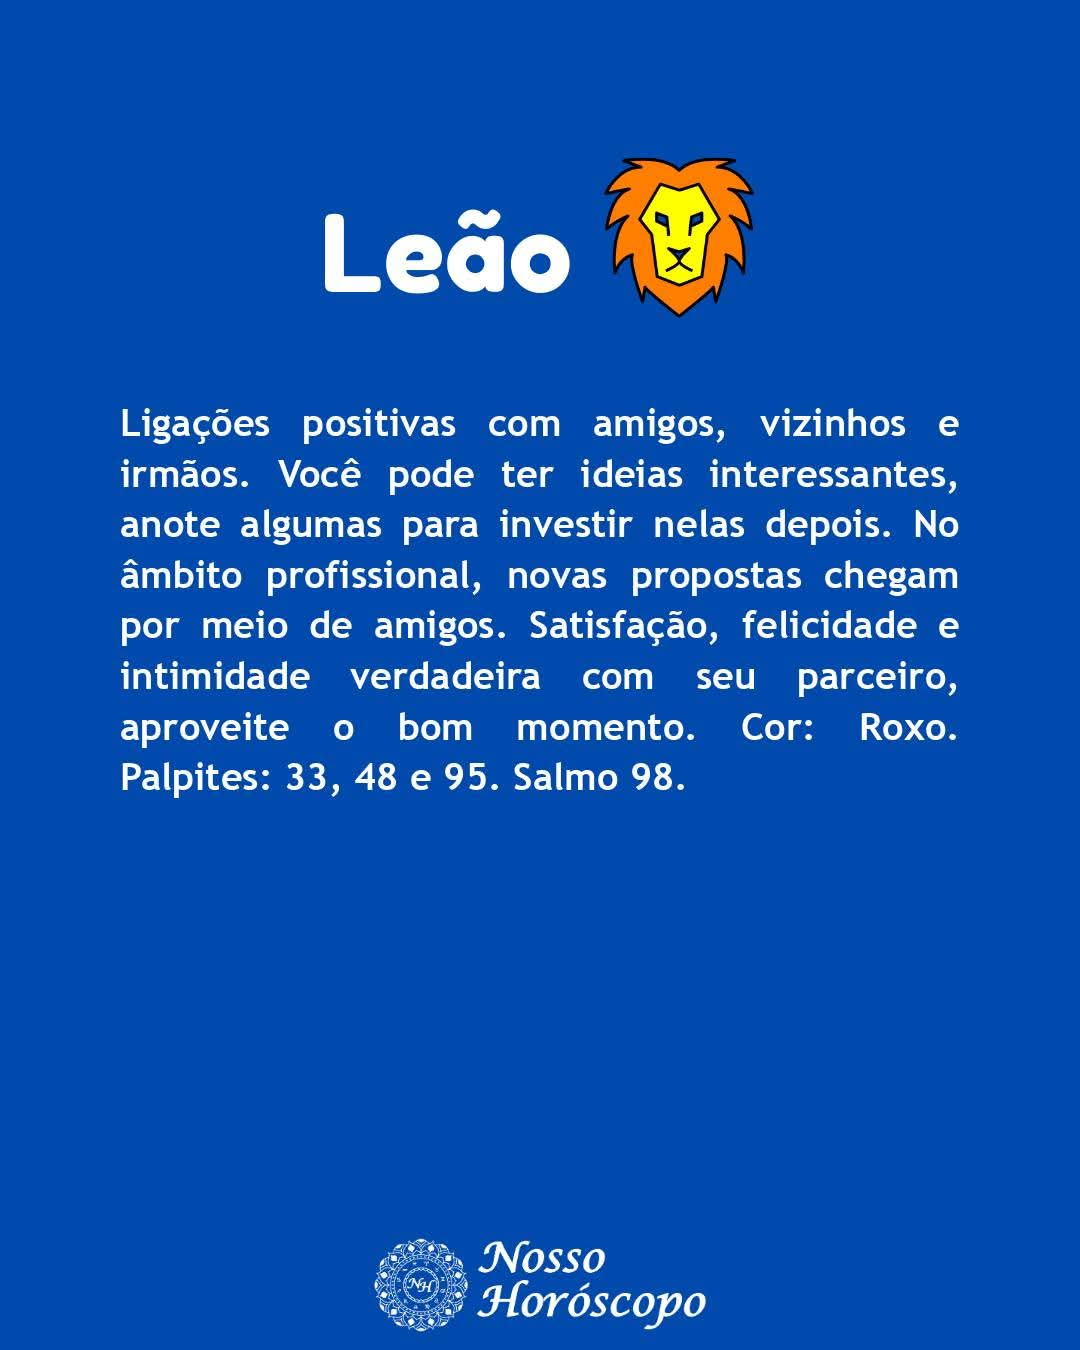 Leão
Ligações positivas com amigos, vizinhos e
irmãos. Você pode ter ideias interessantes,
anote algumas para investir nelas depois. No
âmbito profissional, novas propostas chegam
por meio de amigos. Satisfação, felicidade e
intimidade verdadeira com seu parceiro,
aproveite o bom momento. Cor: Roxo.
Palpites: 33, 48 e 95. Salmo 98.
NH
Nosso
Horóscopo